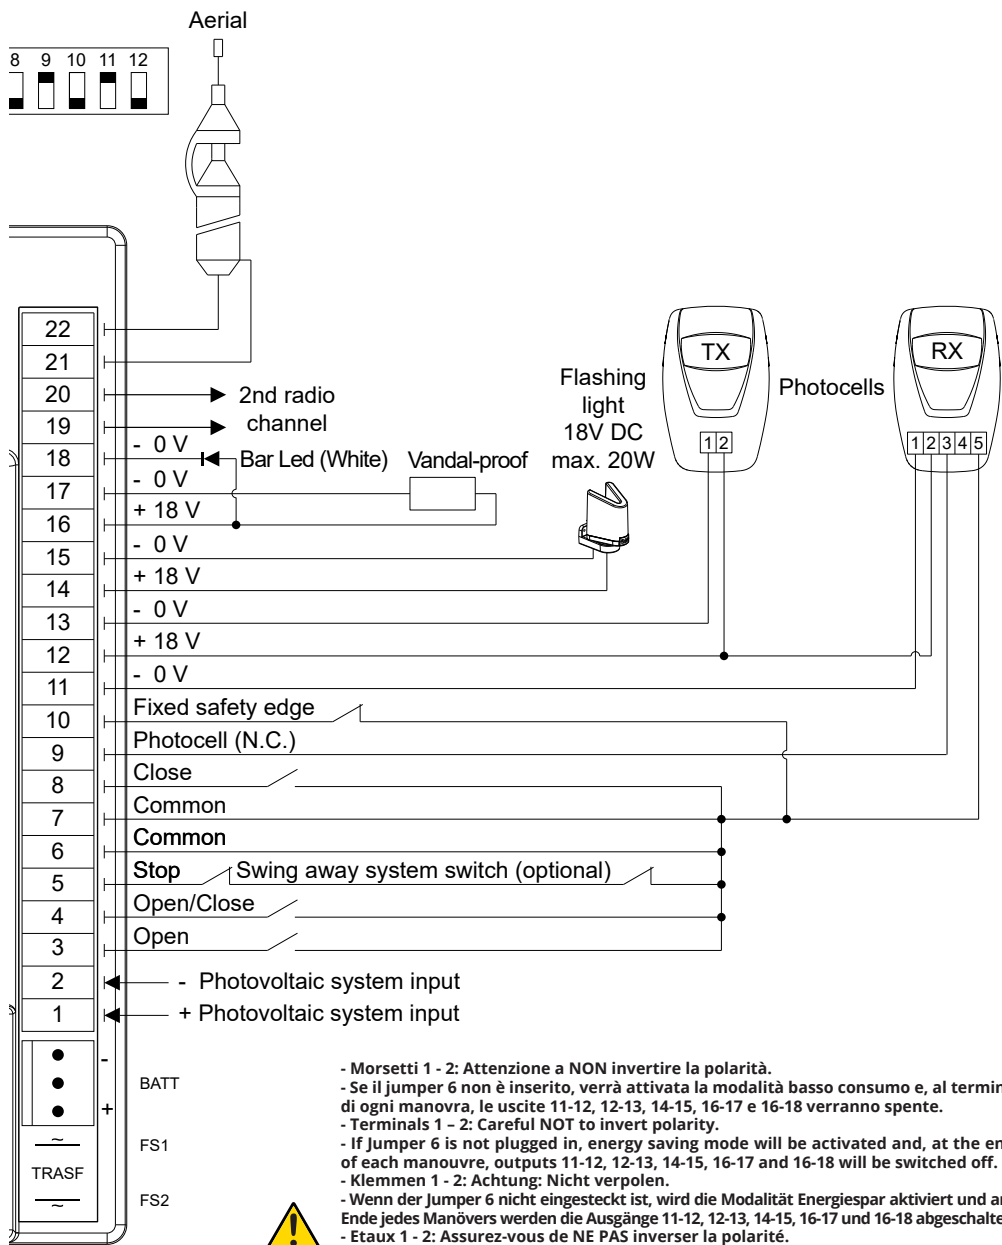 Aerial
8 9 10 11 12
22
21
20
2nd radio
19
channel
18
- 0 V
Bar Led (White)
Vandal-proof
17
- 0 V
16
+ 18 V
15
- 0 V
14
+ 18 V
13
- 0 V
12
+ 18 V
11
- 0 V
Flashing
light
18V DC
max. 20W
TX
1 2
Photocells
RX
1 2 3 4 5
10
Fixed safety edge
9
Photocell (N.C.)
8
Close
7
Common
6
Common
5
Stop
Swing away system switch (optional)
4
Open/Close
3
Open
2
- Photovoltaic system input
1
+ Photovoltaic system input
-
BATT
+
~
FS1
TRASF
~
FS2
- Morsetti 1 - 2: Attenzione a NON invertire la polarità.
- Se il jumper 6 non è inserito, verrà attivata la modalità basso consumo e, al termin
di ogni manovra, le uscite 11-12, 12-13, 14-15, 16-17 e 16-18 verranno spente.
- Terminals 1 – 2: Careful NOT to invert polarity.
- If Jumper 6 is not plugged in, energy saving mode will be activated and, at the en
of each manouvre, outputs 11-12, 12-13, 14-15, 16-17 and 16-18 will be switched off.
- Klemmen 1 - 2: Achtung: Nicht verpolen.
- Wenn der Jumper 6 nicht eingesteckt ist, wird die Modalität Energiespar aktiviert und a
Ende jedes Manövers werden die Ausgänge 11-12, 12-13, 14-15, 16-17 und 16-18 abgeschalte
- Etaux 1 - 2: Assurez-vous de NE PAS inverser la polarité.